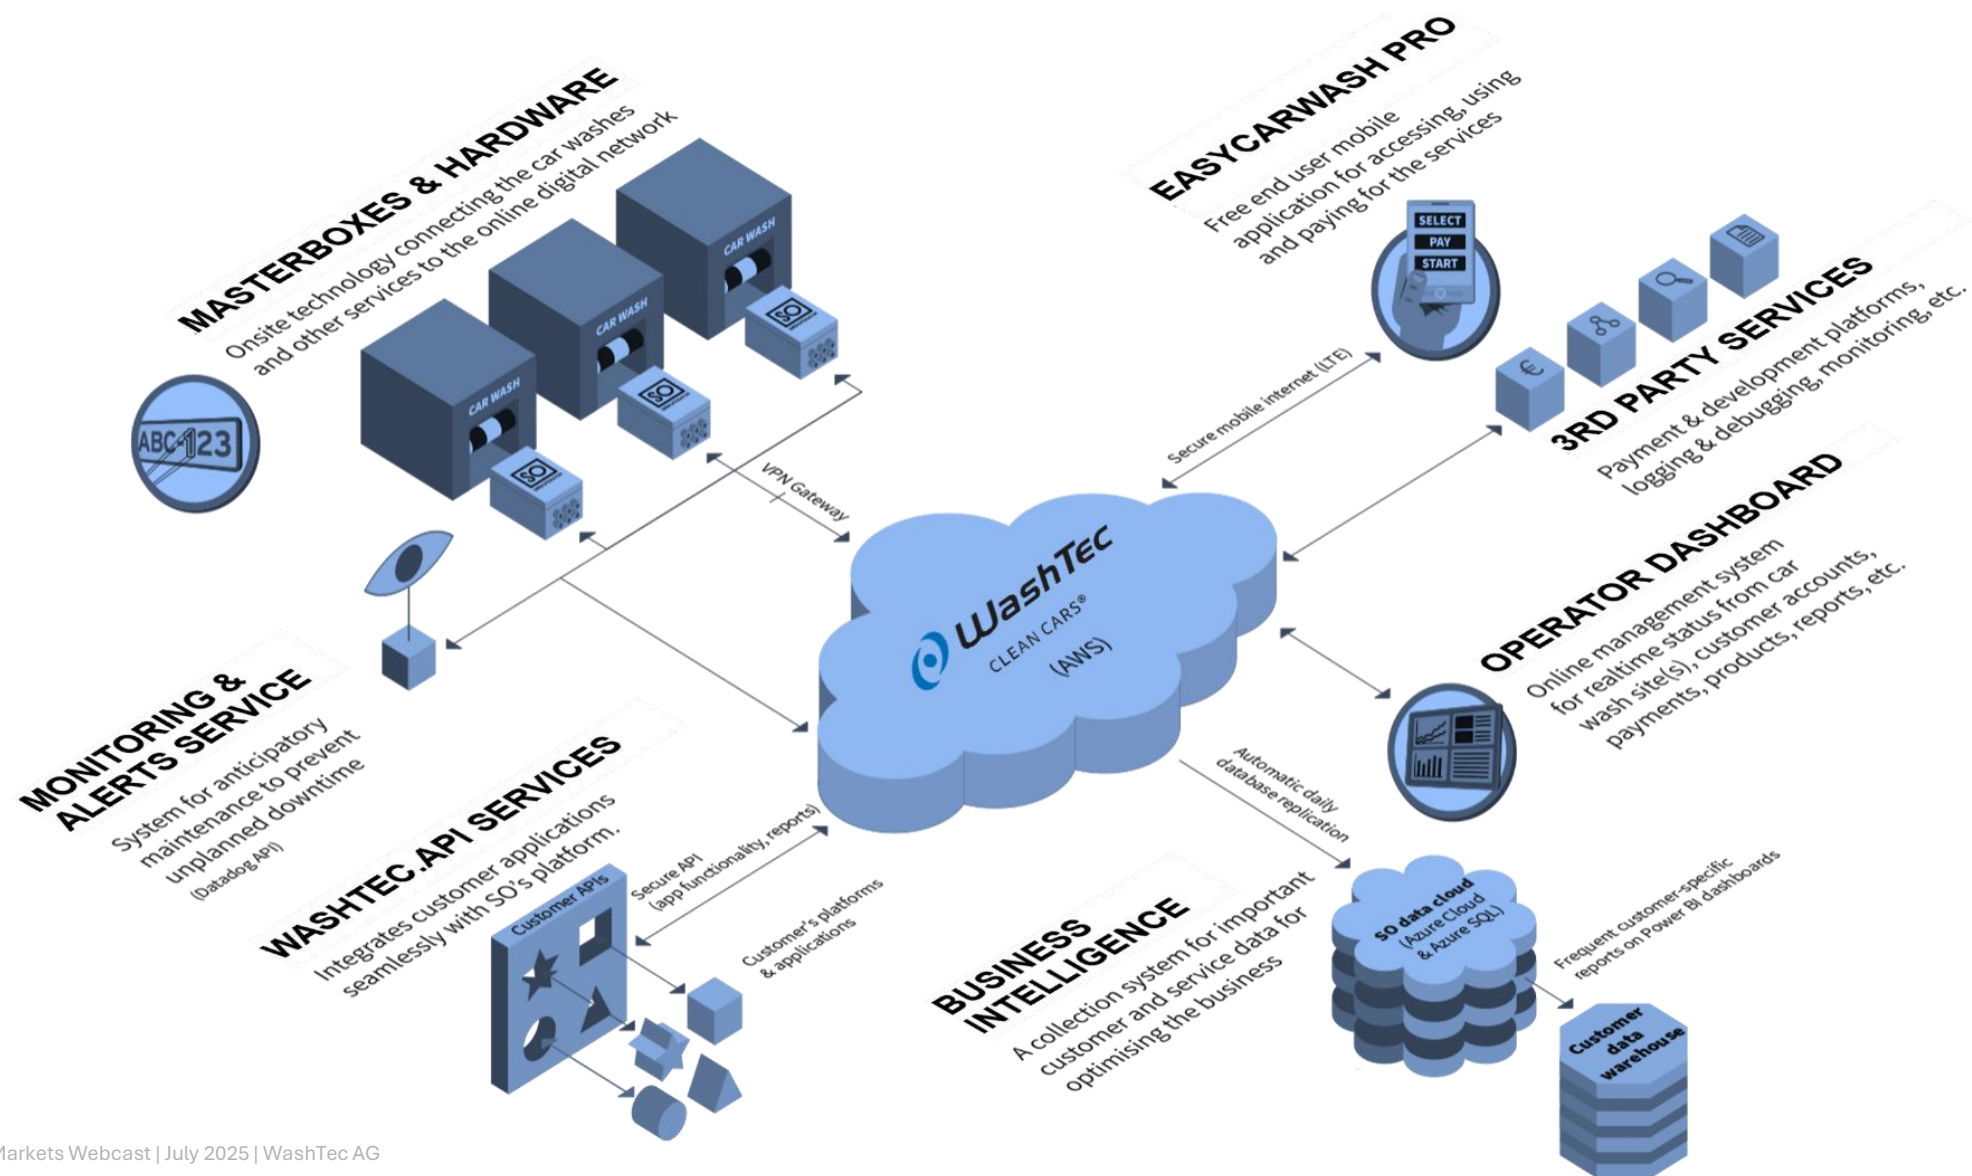 MASTERBOXES & HARDWARE
Onsite technology connecting the car washes
and other services to the online digital network
CAR WASH
CAR WASH
CAR WASH
SO
SO
SO
ABC-123
VPN Gateway
EASYCARWASH PRO
Free end user mobile
application for accessing, using
and paying for the services
SELECT
PAY
START
Secure mobile internet (LTE)
€
3RD PARTY SERVICES
Payment & development platforms,
logging & debugging, monitoring, etc.
OPERATOR DASHBOARD
Online management system
for realtime status from car
wash site(s), customer accounts,
payments, products, reports, etc.
WashTec
CLEAN CARS®
(AWS)
MONITORING &
ALERTS SERVICE
System for anticipatory
maintenance to prevent
unplanned downtime
(Datadog API)
WASHTEC.API SERVICES
Integrates customer applications
seamlessly with SO's platform.
Customer APIs
Secure API
(app functionality, reports)
Customer's platforms
& applications
BUSINESS
INTELLIGENCE
A collection system for important
customer and service data for
optimising the business
Automatic daily
database replication
SO data cloud
(Azure Cloud
& Azure SQL)
Frequent customer-specific
reports on Power BI dashboards
Customer
data
warehouse
Markets Webcast | July 2025 | WashTec AG